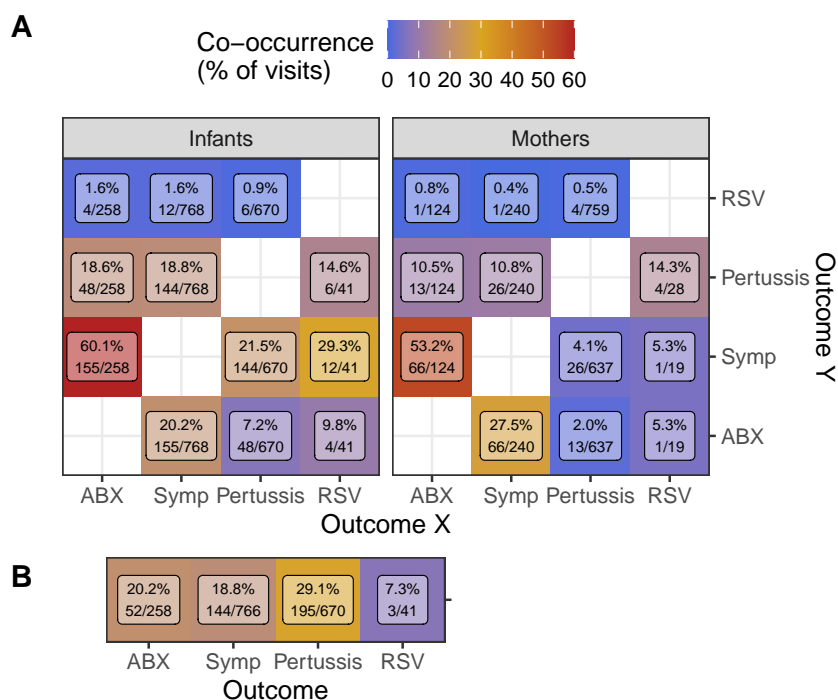 A
Co−occurrence
(% of visits)
0 10 20 30 40 50 60
Infants
Mothers
1.6% 1.6% 0.9%
4/258 12/768 6/670
0.8% 0.4% 0.5%
1/124 1/240 4/759
RSV
18.6% 18.8% 14.6%
48/258 144/768 6/41
10.5% 10.8% 14.3%
13/124 26/240 4/28
Pertussis
60.1% 21.5% 29.3%
155/258 144/670 12/41
53.2% 4.1% 5.3%
66/124 26/637 1/19
Symp
20.2% 7.2% 9.8%
155/768 48/670 4/41
27.5% 2.0% 5.3%
66/240 13/637 1/19
ABX
Outcome Y
ABX Symp Pertussis RSV
ABX Symp Pertussis RSV
Outcome X
B
20.2% 18.8% 29.1% 7.3%
52/258 144/766 195/670 3/41
ABX Symp Pertussis RSV
Outcome